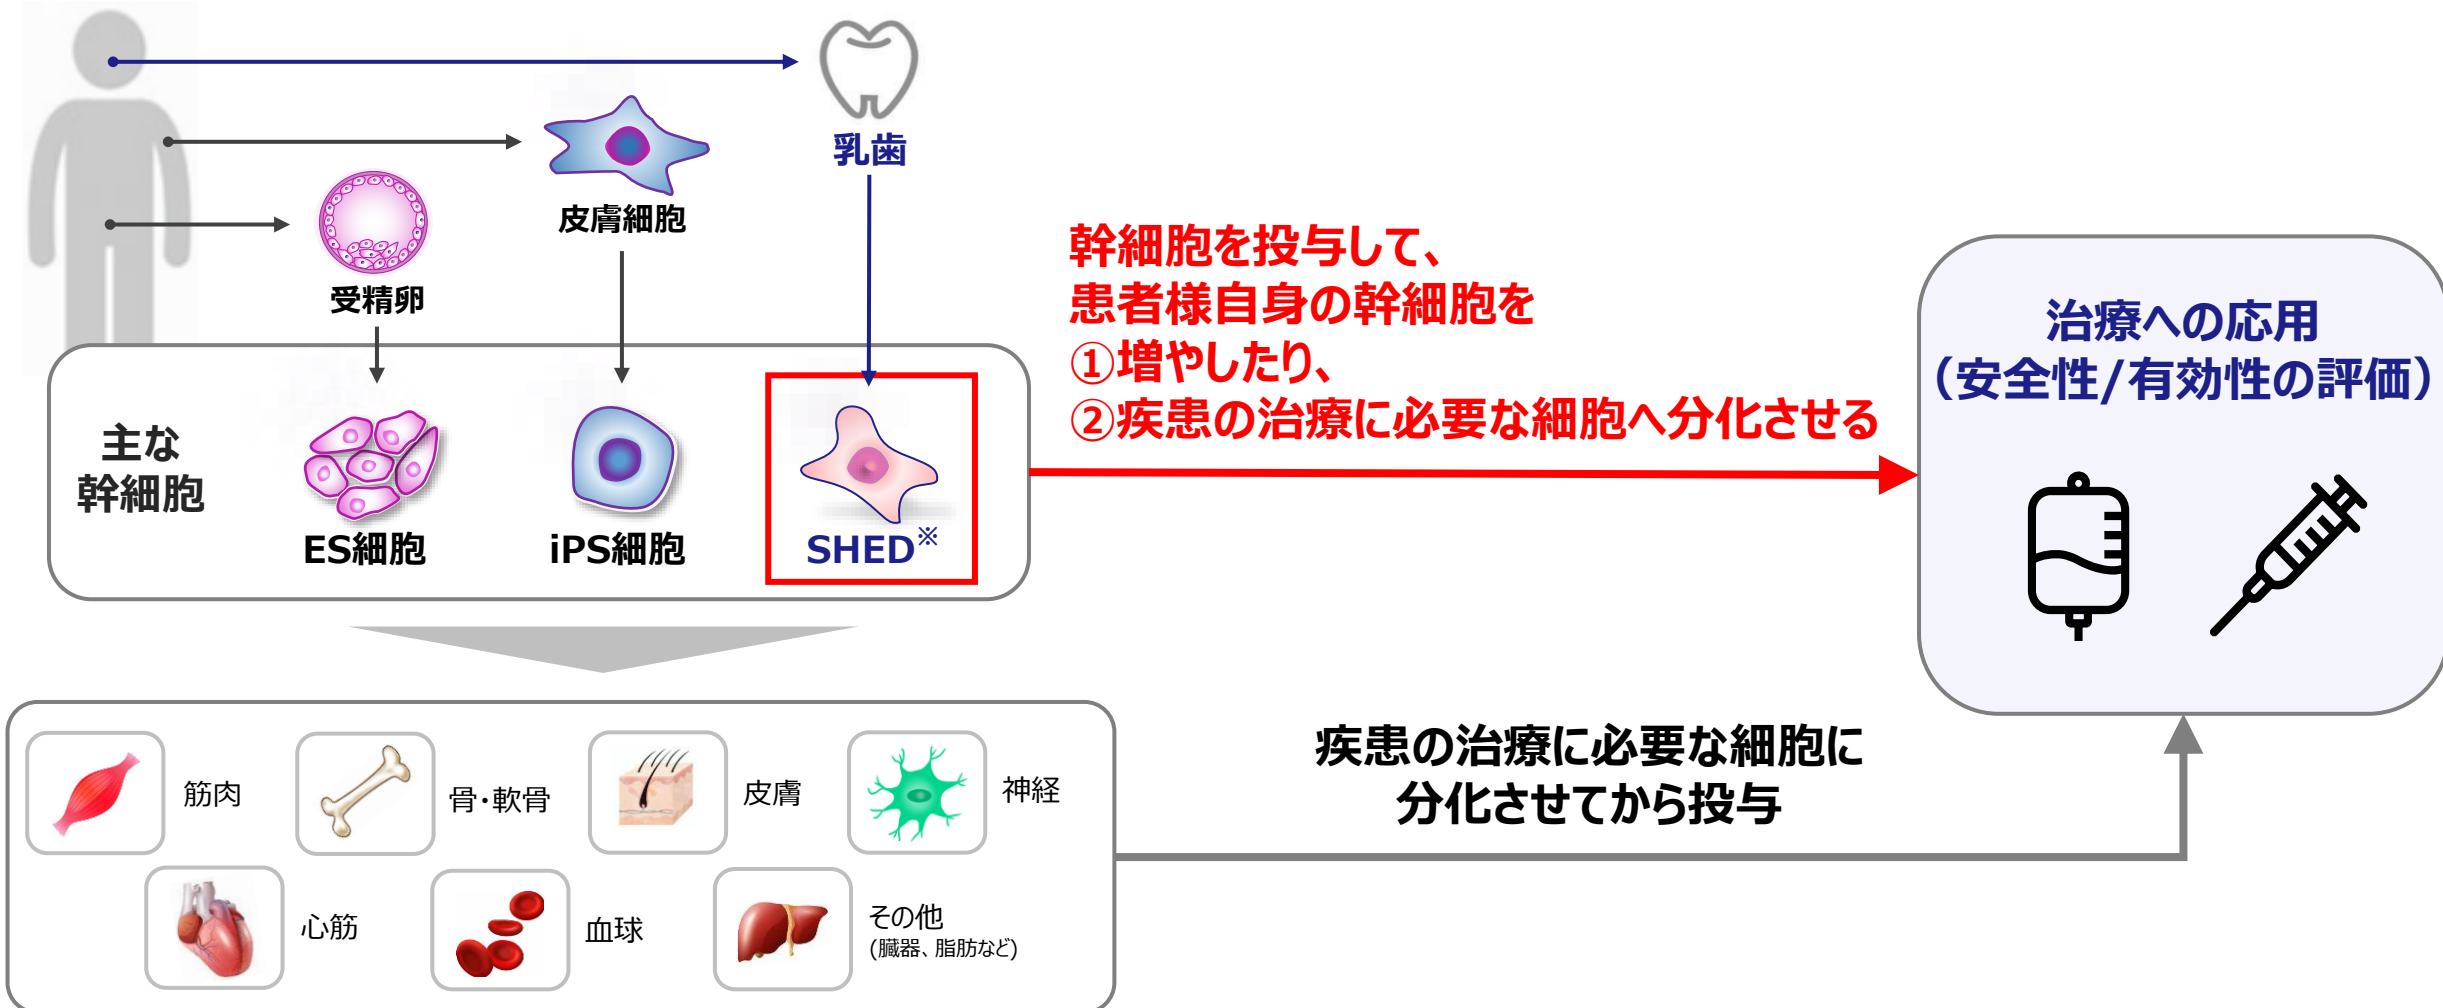 乳歯
皮膚細胞
受精卵
主な
幹細胞
ES細胞
iPS細胞
SHED※
幹細胞を投与して、
患者様自身の幹細胞を
①増やしたり、
②疾患の治療に必要な細胞へ分化させる
治療への応用
（安全性/有効性の評価）
筋肉
骨・軟骨
皮膚
神経
心筋
血球
その他
(臓器、脂肪など)
疾患の治療に必要な細胞に
分化させてから投与